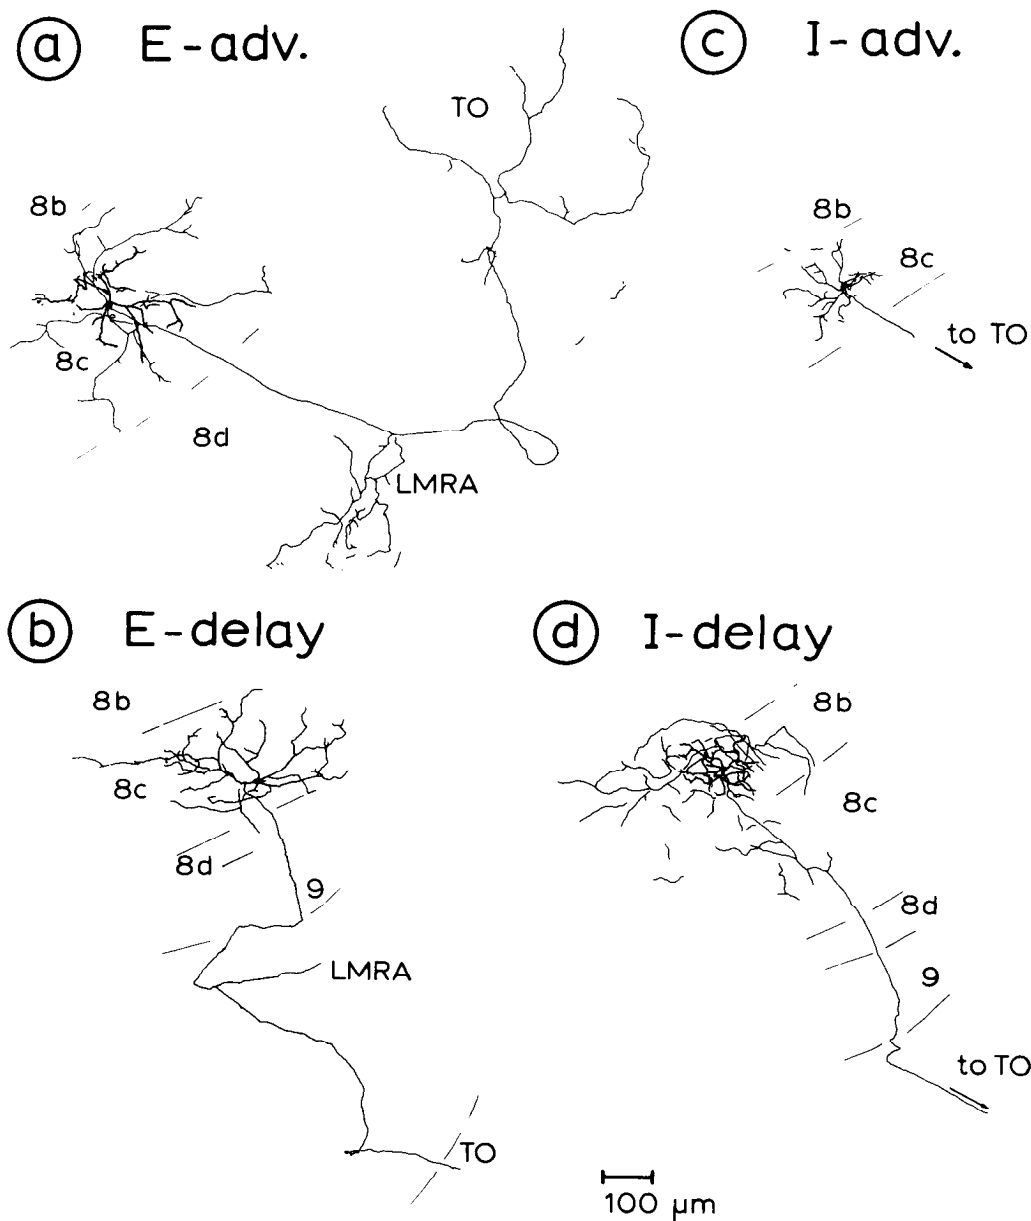 a E-adv.
TO
8b
8c
8d
LMRA
c I-adv.
8b
8c
to TO
b E-delay
8b
8c
8d
9
LMRA
TO
d I-delay
8b
8c
8d
9
to TO
100 µm